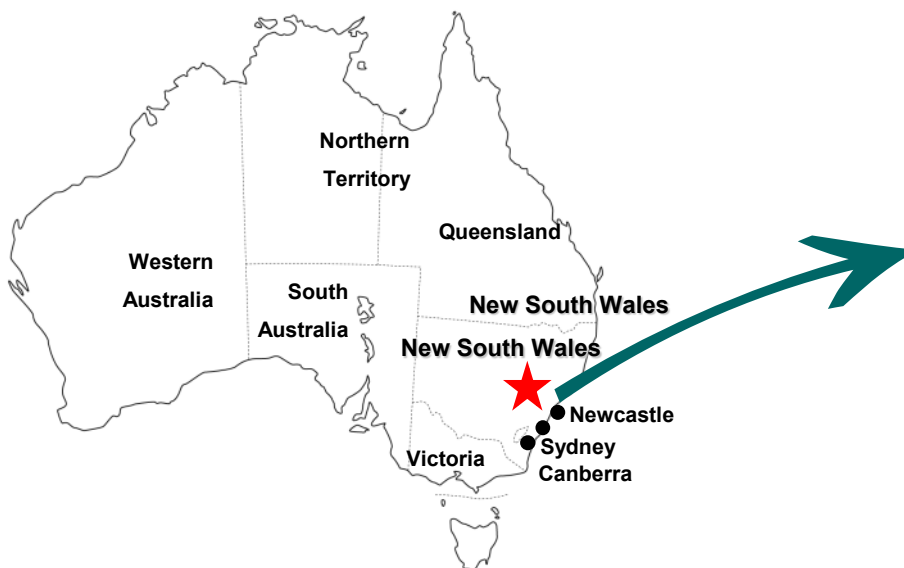 Northern
Territory
Queensland
Western
Australia
South
Australia
New South Wales
New South Wales
Newcastle
Sydney
Victoria
Canberra